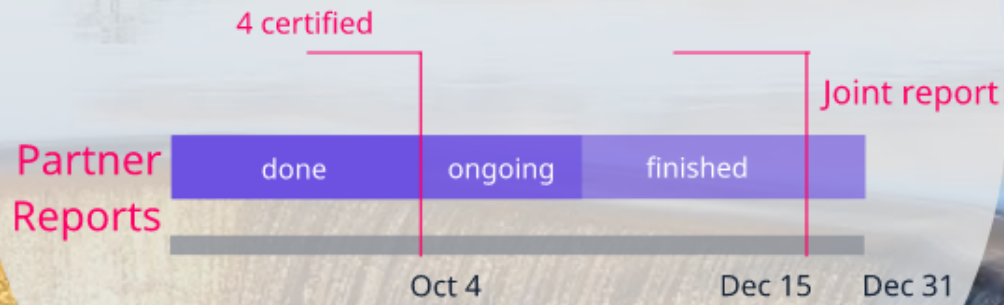 4 certified
Joint report
Partner
Reports
done
ongoing
finished
Oct 4
Dec 15
Dec 31